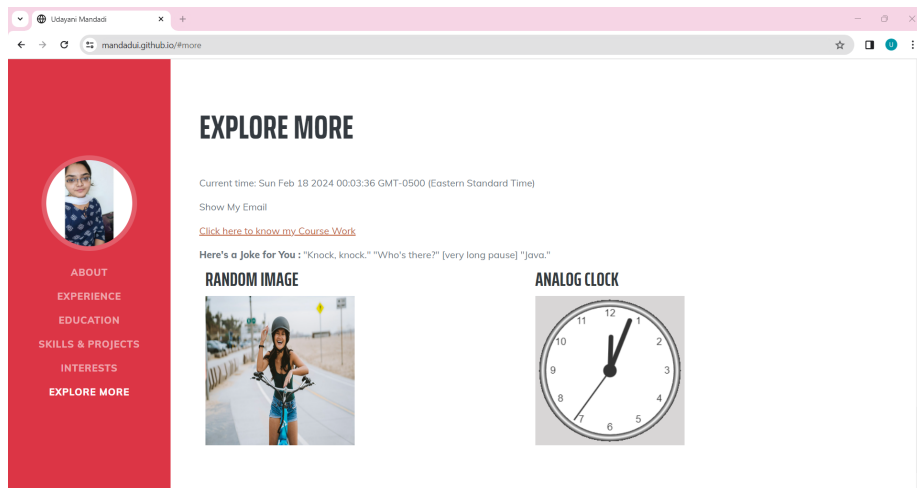 Udayani Mandadi
mandadui.github.io/#more
U
ABOUT
EXPERIENCE
EDUCATION
SKILLS & PROJECTS
INTERESTS
EXPLORE MORE
EXPLORE MORE
Current time: Sun Feb 18 2024 00:03:36 GMT-0500 (Eastern Standard Time)
Show My Email
Click here to know my Course Work
Here's a Joke for You : "Knock, knock." "Who's there?" [very long pause] "Java."
RANDOM IMAGE
ANALOG CLOCK
12
11 1
10 2
9 3
8 4
7 5
6